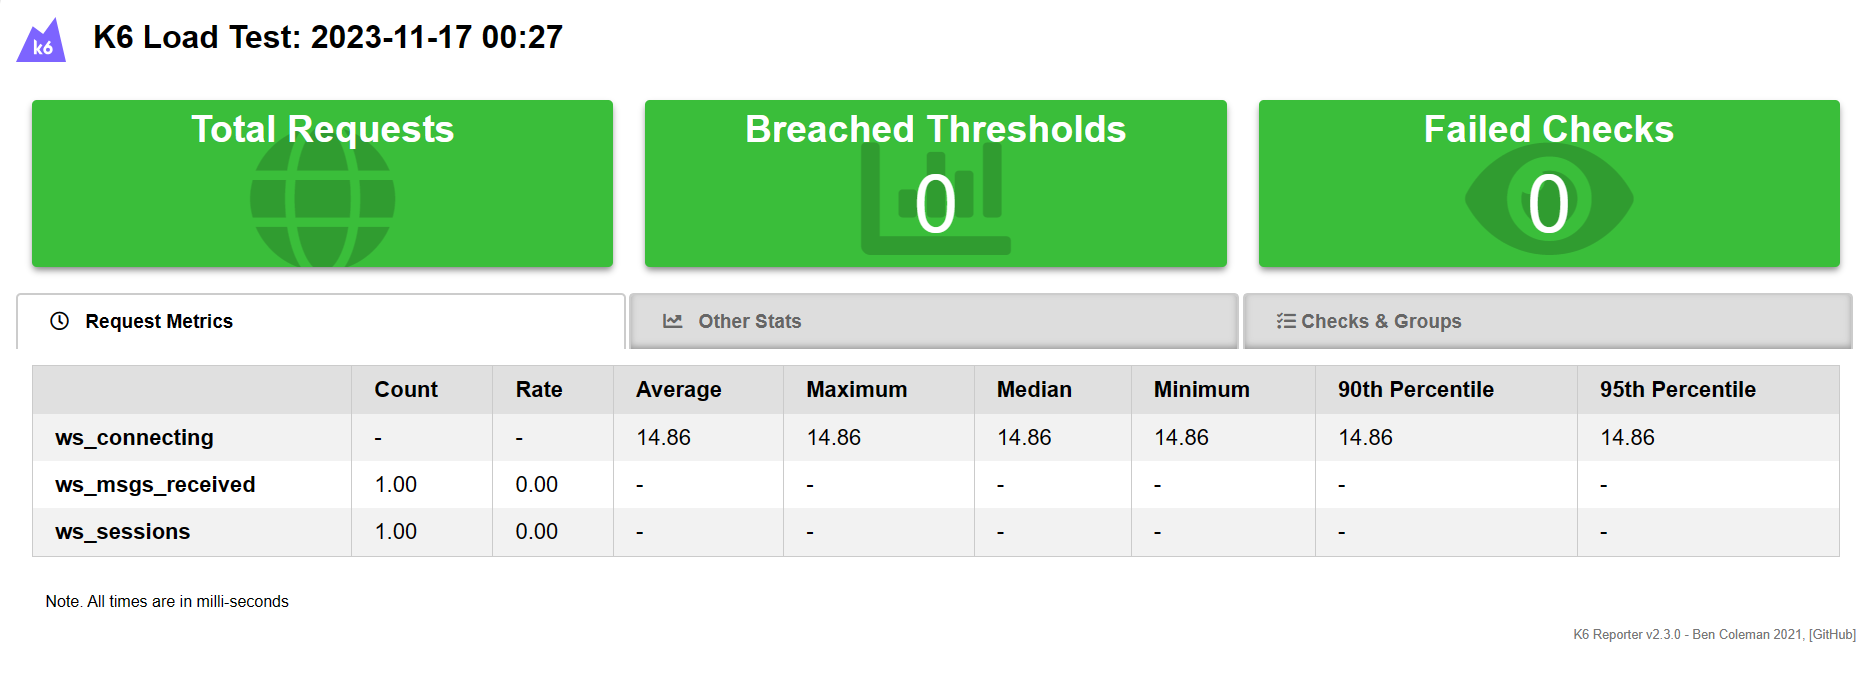 k6
K6 Load Test: 2023-11-17 00:27
Total Requests
Breached Thresholds
0
Failed Checks
0
Request Metrics
Other Stats
Checks & Groups
Count Rate Average Maximum Median Minimum 90th Percentile 95th Percentile
ws_connecting - - 14.86 14.86 14.86 14.86 14.86 14.86
ws_msgs_received 1.00 0.00 - - - - - -
ws_sessions 1.00 0.00 - - - - - -
Note. All times are in milli-seconds
K6 Reporter v2.3.0 - Ben Coleman 2021, [GitHub]